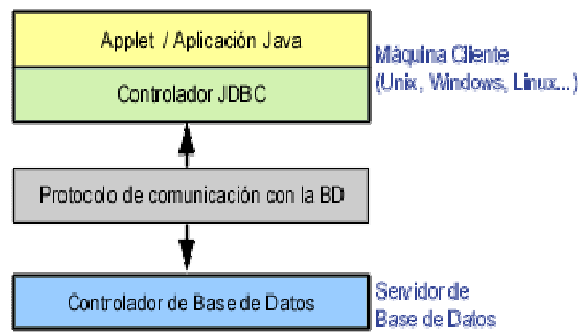 Applet / Aplicación Java
Máquina Cliente
(Unix, Windows, Linux...)
Controlador JDBC
Protocolo de comunicación con la BD
Controlador de Base de Datos
Servidor de
Base de Datos